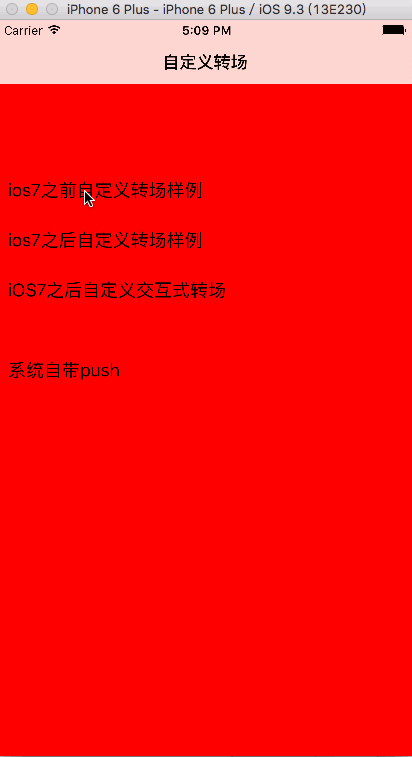 iPhone 6 Plus - iPhone 6 Plus / iOS 9.3 (13E230)
Carrier 5:09 PM
自定义转场
ios7之前自定义转场样例
ios7之后自定义转场样例
iOS7之后自定义交互式转场
系统自带push